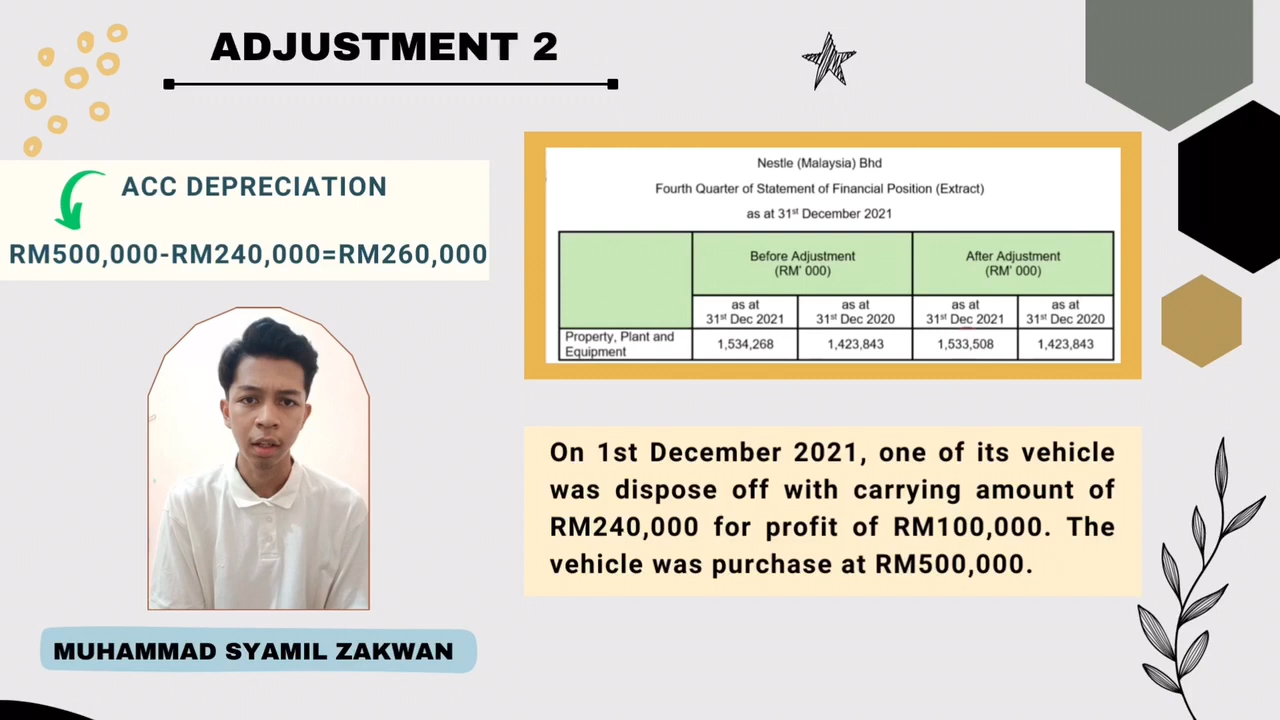 ADJUSTMENT 2
ACC DEPRECIATION
RM500,000-RM240,000=RM260,000
Nestle (Malaysia) Bhd
Fourth Quarter of Statement of Financial Position (Extract)
as at 31st December 2021
Before Adjustment
(RM' 000)
After Adjustment
(RM' 000)
as at
31st Dec 2021
as at
31st Dec 2020
as at
31st Dec 2021
as at
31st Dec 2020
Property, Plant and
Equipment
1,534,268
1,423,843
1,533,508
1,423,843
On 1st December 2021, one of its vehicle
was dispose off with carrying amount of
RM240,000 for profit of RM100,000. The
vehicle was purchase at RM500,000.
MUHAMMAD SYAMIL ZAKWAN